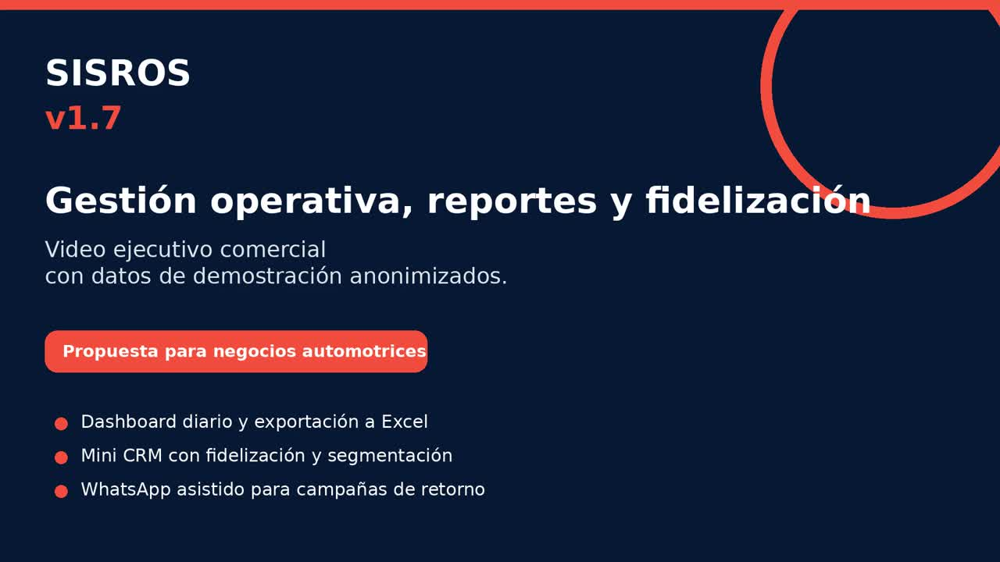 SISROS
v1.7
Gestión operativa, reportes y fidelización
Video ejecutivo comercial
con datos de demostración anonimizados.
Propuesta para negocios automotrices
Dashboard diario y exportación a Excel
Mini CRM con fidelización y segmentación
WhatsApp asistido para campañas de retorno